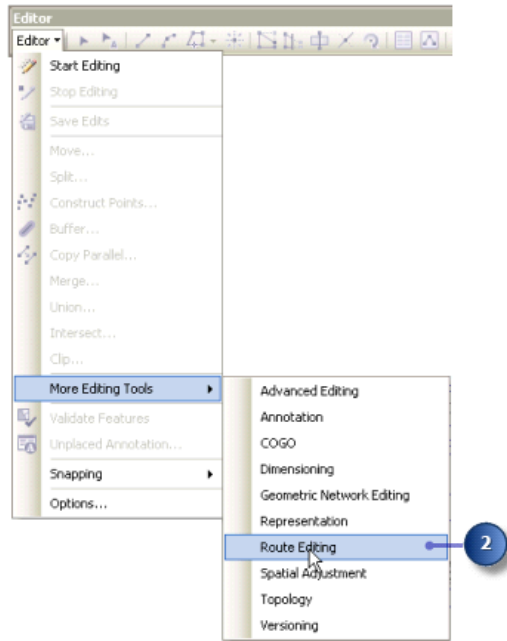 Editor
Editor
Start Editing
Stop Editing
Save Edits
Move...
Split...
Construct Points...
Buffer...
Copy Parallel...
Merge...
Union...
Intersect...
Clip...
More Editing Tools
Validate Features
Unplaced Annotation...
Snapping
Options...
Advanced Editing
Annotation
COGO
Dimensioning
Geometric Network Editing
Representation
Route Editing
2
Spatial Adjustment
Topology
Versioning